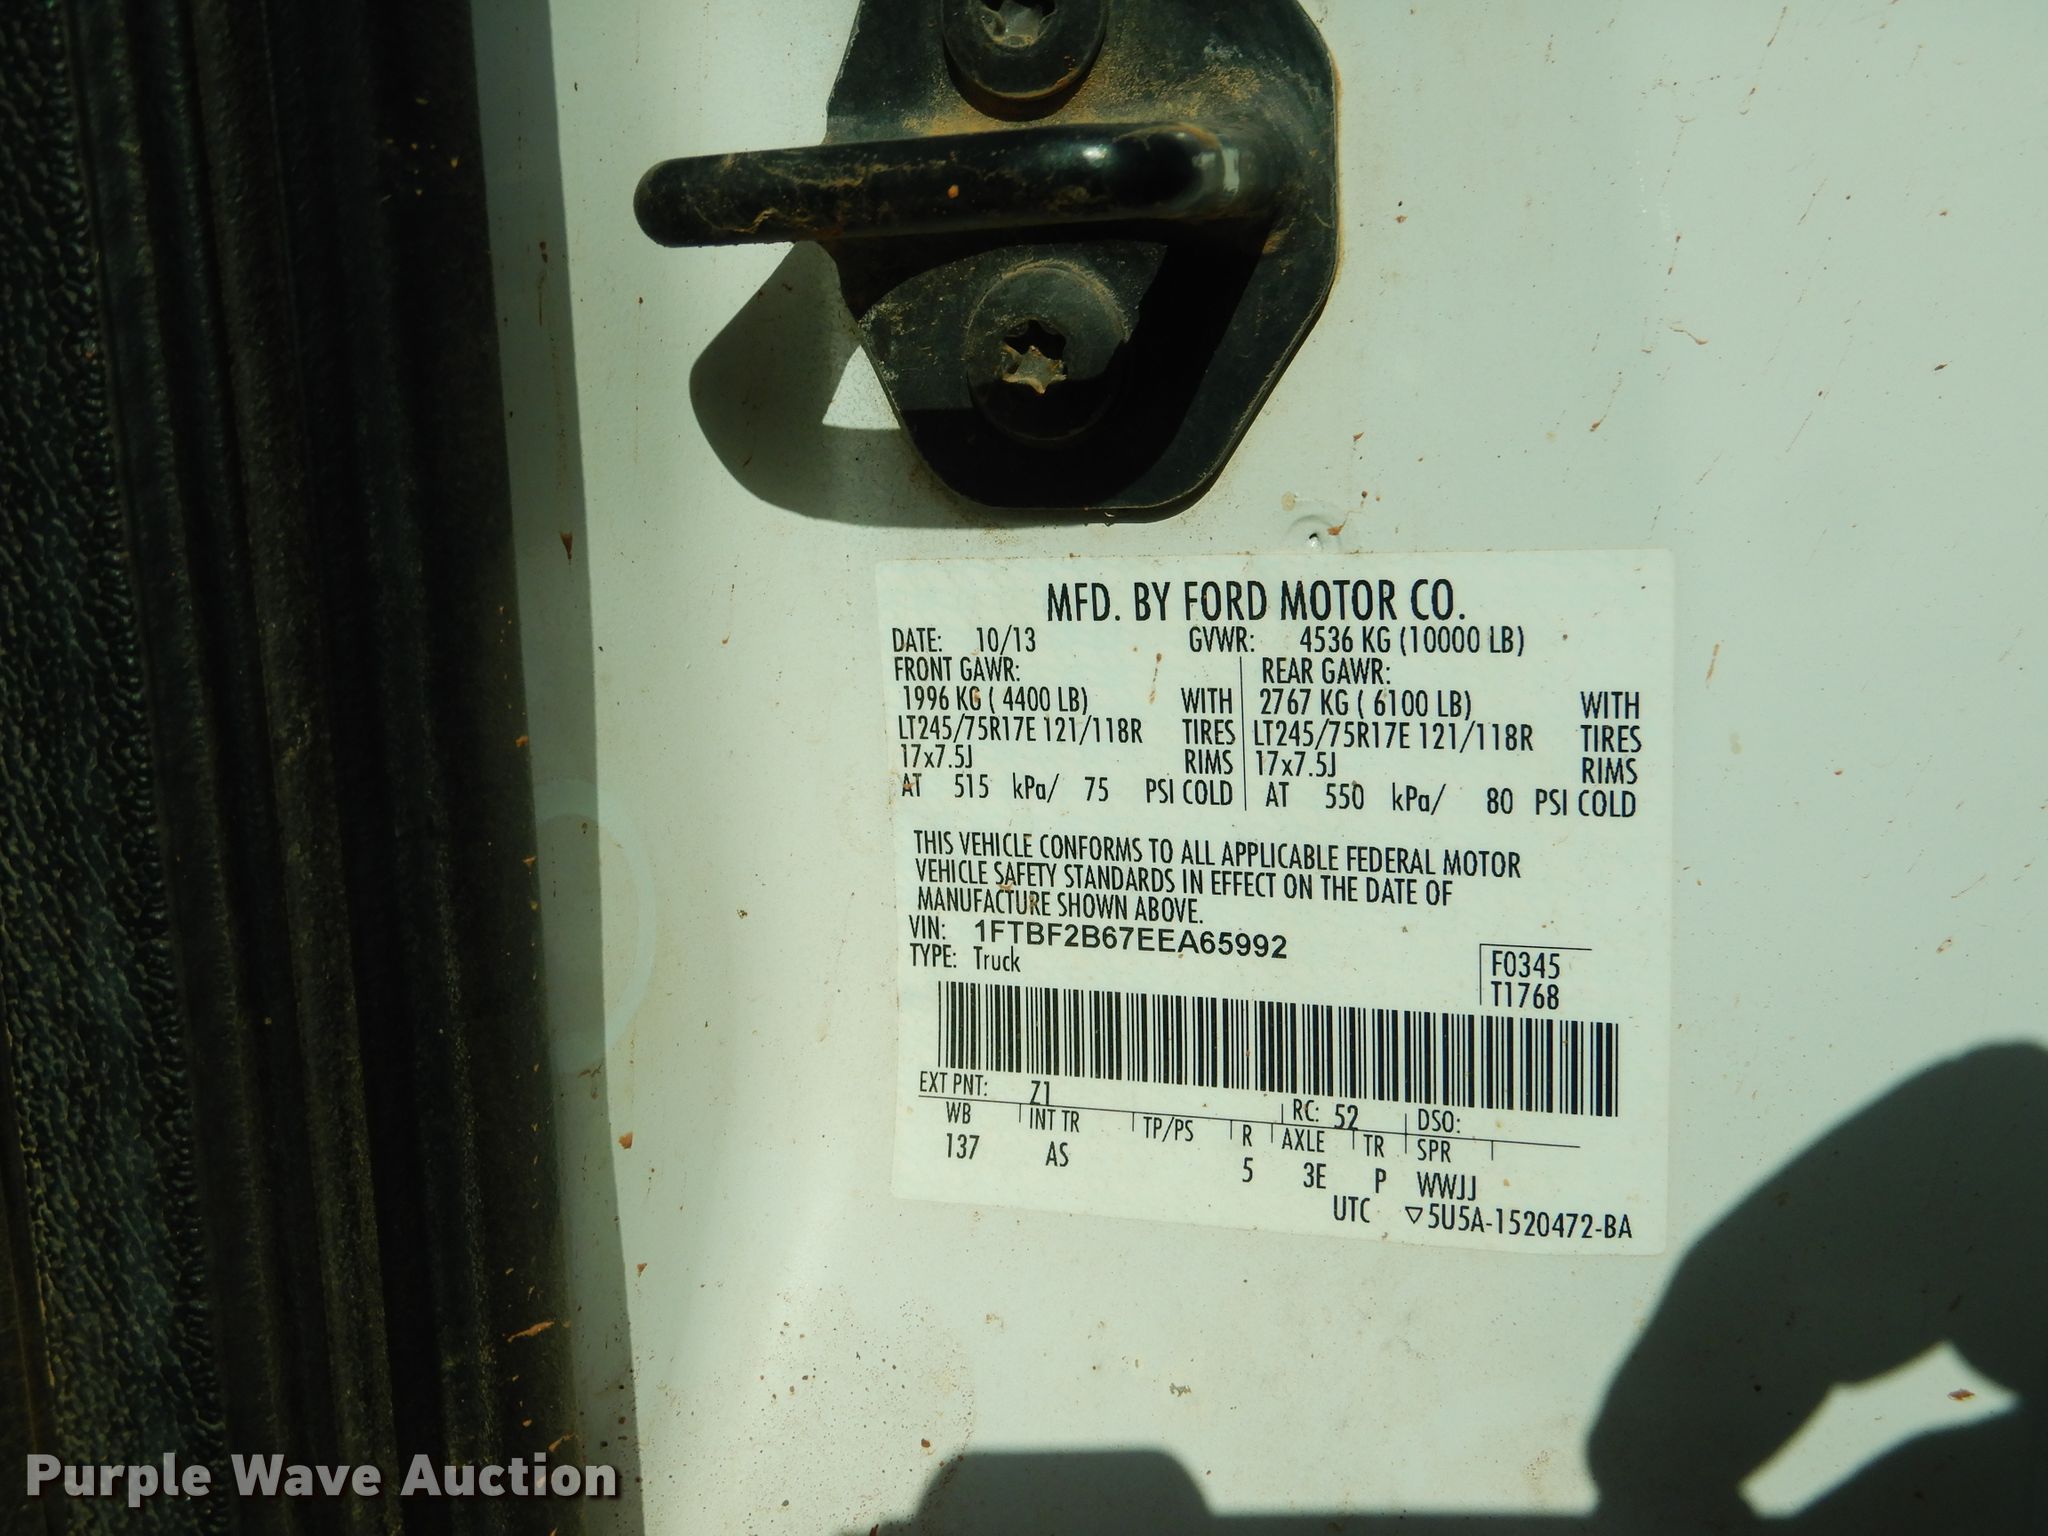 MFD. BY FORD MOTOR CO.
DATE: 10/13 GVWR: 4536 KG (10000 LB)
FRONT GAWR: REAR GAWR:
1996 KG ( 4400 LB) WITH 2767 KG ( 6100 LB) WITH
LT245/75R17E 121/118R TIRES LT245/75R17E 121/118R TIRES
17x7.5J RIMS 17x7.5J RIMS
AT 515 kPa/ 75 PSI COLD AT 550 kPa/ 80 PSI COLD
THIS VEHICLE CONFORMS TO ALL APPLICABLE FEDERAL MOTOR
VEHICLE SAFETY STANDARDS IN EFFECT ON THE DATE OF
MANUFACTURE SHOWN ABOVE.
VIN: 1FTBF2B67EEA65992
TYPE: Truck
F0345
T1768
EXT PNT: Z1 RC: 52 DSO:
WB INT TR TP/PS R AXLE TR SPR
137 AS 5 3E P WWJJ
UTC ▽5U5A-1520472-BA
Purple Wave Auction